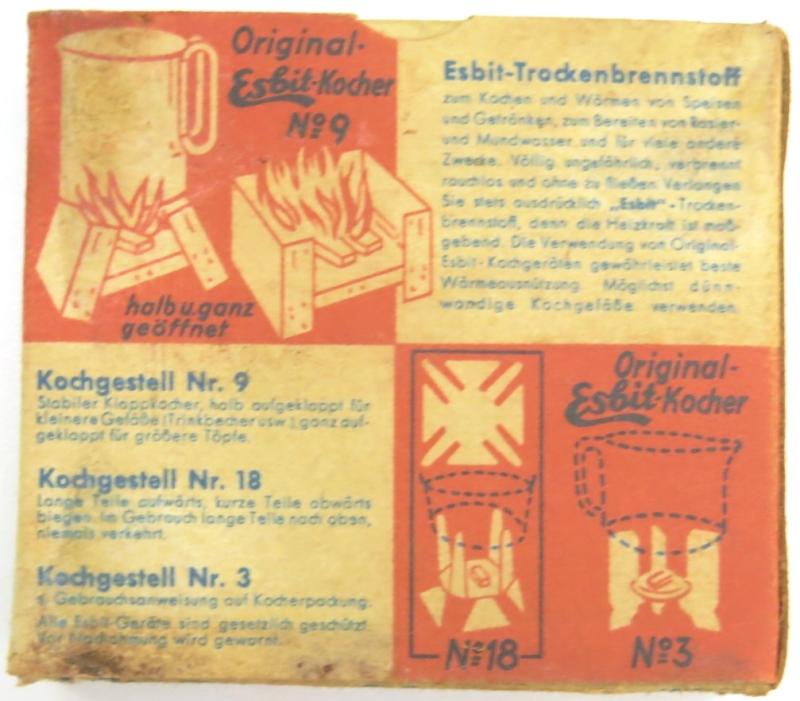 Original-
Esbit-Kocher
No 9
halb u. ganz
geöffnet
Esbit-Trockenbrennstoff
zum Kochen und Wärmen von Speisen
und Getränken, zum Bereiten von Rasier-
und Mundwasser und für viele andere
Zwecke. Völlig ungefährlich, verbrennt
rauchlos und ohne zu fließen. Verlangen
Sie stets ausdrücklich „Esbit“-Trocken-
brennstoff, denn die Heizkraft ist maß-
gebend. Die Verwendung von Original-
Esbit-Kochgeräten gewährleistet beste
Wärmeausnützung. Möglichst dünn-
wandige Kochgefäße verwenden.
Kochgestell Nr. 9
Stabiler Klappkocher, halb aufgeklappt für
kleinere Gefäße (Trinkbecher usw.), ganz auf-
geklappt für größere Töpfe.
Kochgestell Nr. 18
Lange Teile aufwärts, kurze Teile abwärts
biegen. Im Gebrauch lange Teile nach oben,
niemals verkehrt.
Kochgestell Nr. 3
s. Gebrauchsanweisung auf Kocherpackung.
Alle Esbit-Geräte sind gesetzlich geschützt.
Vor Nachahmung wird gewarnt.
No 18
Original-
Esbit-Kocher
No 3